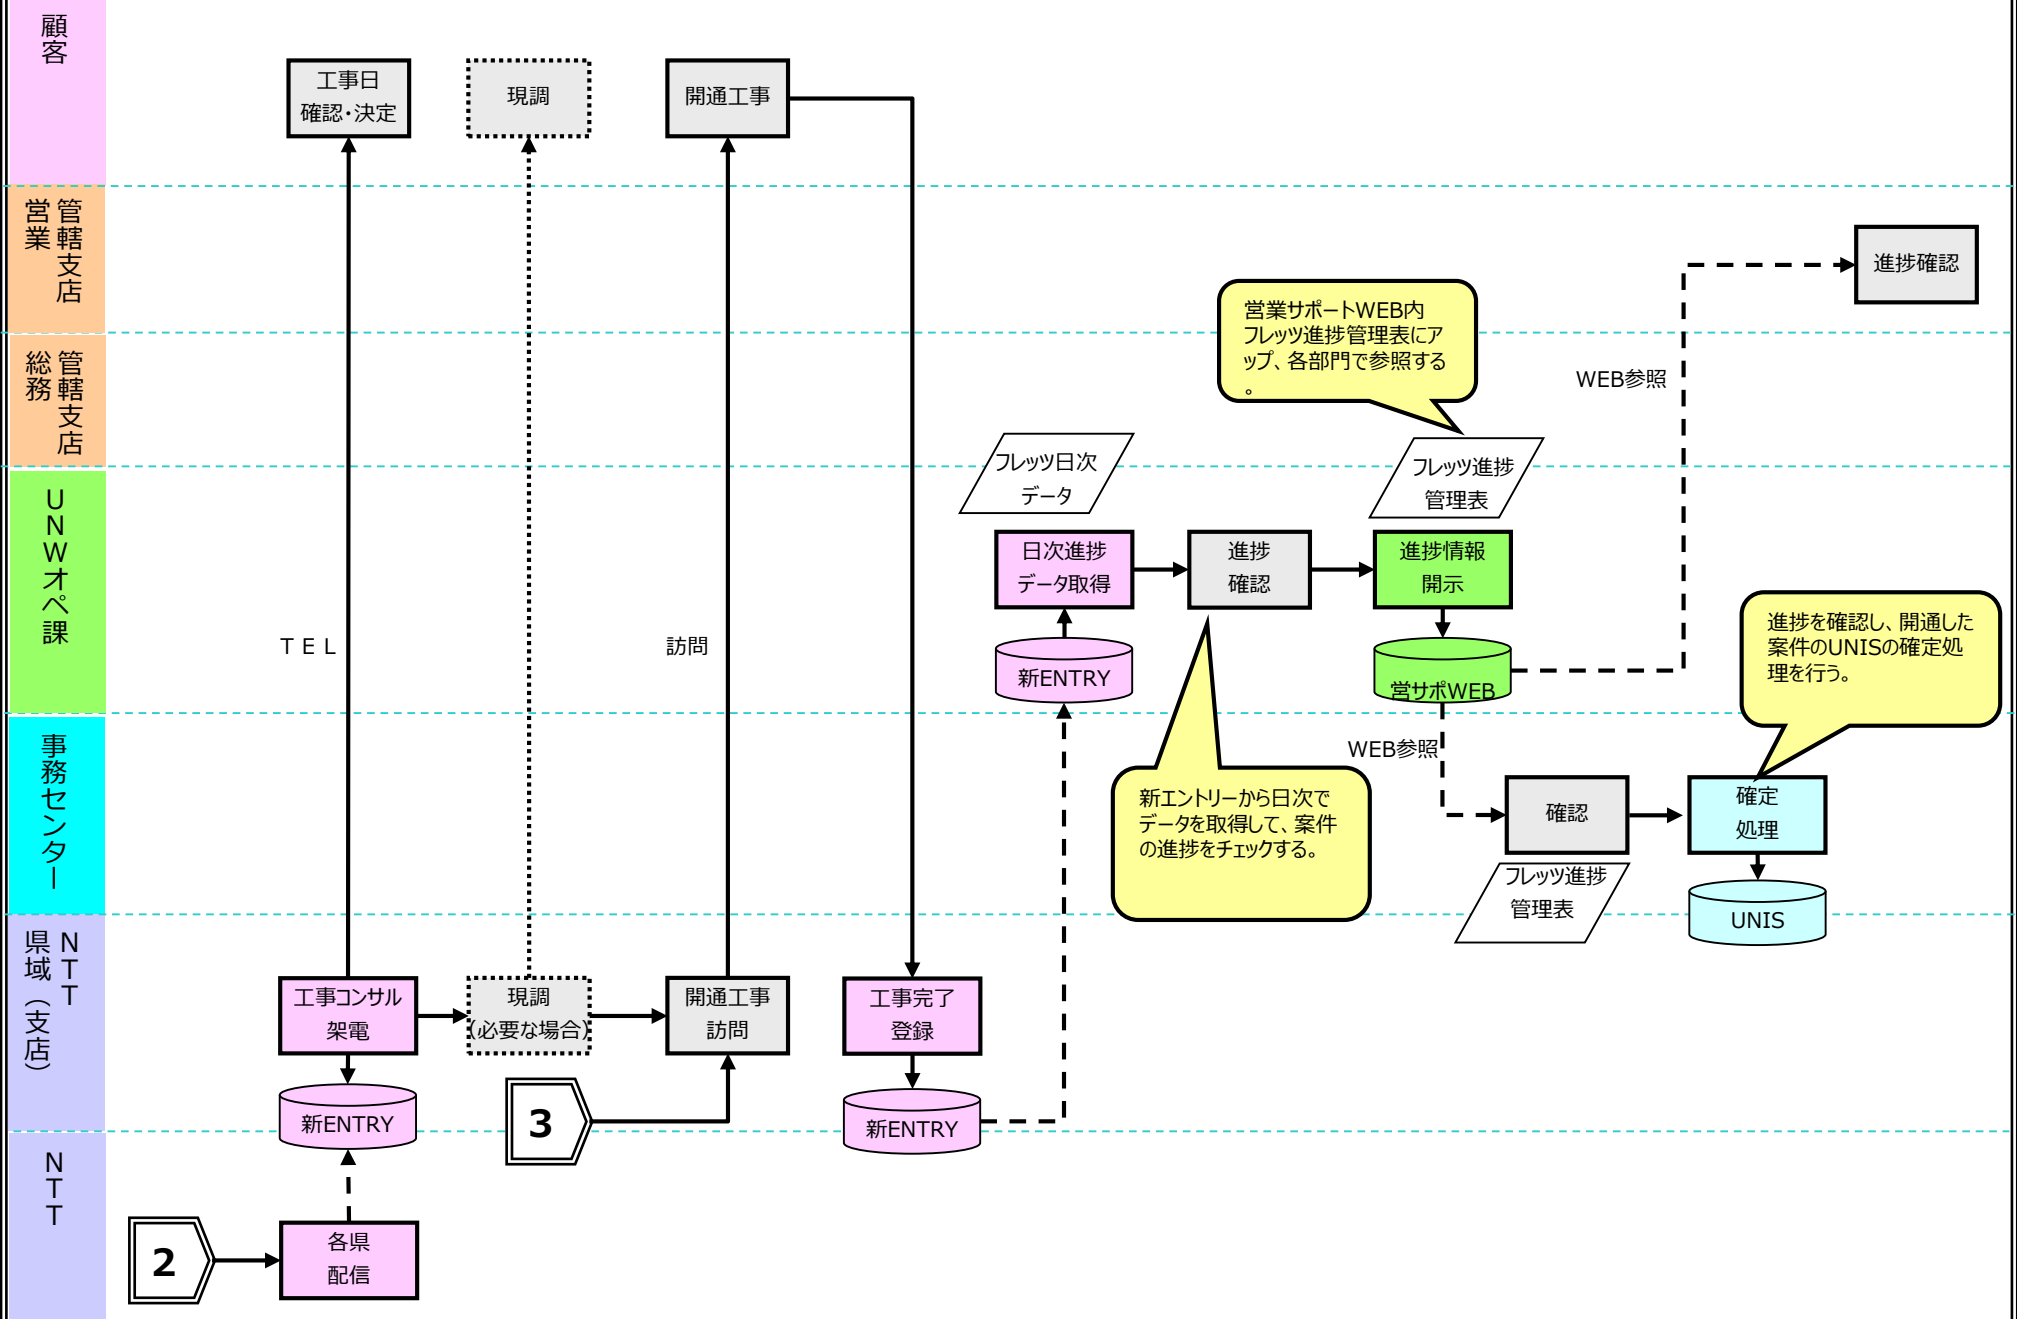 顧客
工事日
確認・決定
現調
開通工事
管轄支店
営業
進捗確認
営業サポートWEB内
フレッツ進捗管理表にア
ップ、各部門で参照する
。
管轄支店
総務
WEB参照
フレッツ日次
データ
フレッツ進捗
管理表
UNWオペ課
日次進捗
データ取得
進捗
確認
進捗情報
開示
TEL
訪問
新ENTRY
営サポWEB
進捗を確認し、開通した
案件のUNISの確定処
理を行う。
事務センター
WEB参照
新エントリーから日次で
データを取得して、案件
の進捗をチェックする。
確認
確定
処理
フレッツ進捗
管理表
UNIS
NTT
県域（支店）
工事コンサル
架電
現調
(必要な場合)
開通工事
訪問
工事完了
登録
新ENTRY
3
新ENTRY
NTT
2
各県
配信